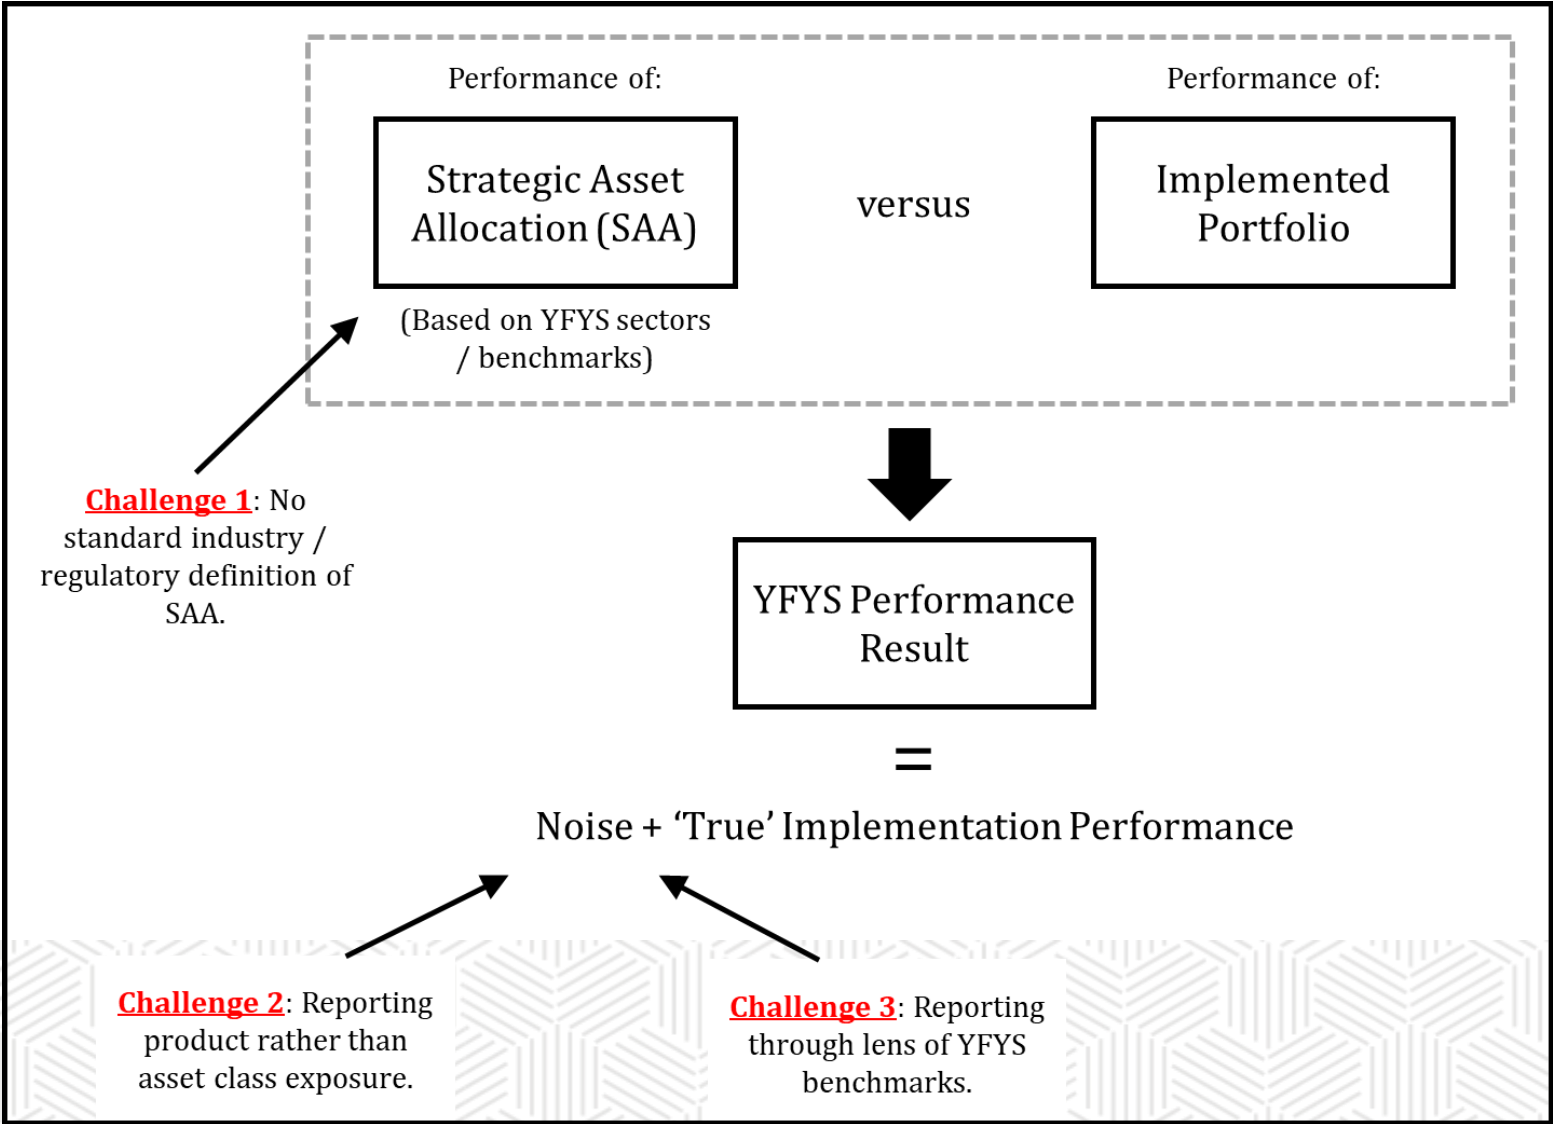 Performance of:
Strategic Asset
Allocation (SAA)
(Based on YFYS sectors
/ benchmarks)
versus
Performance of:
Implemented
Portfolio
Challenge 1: No
standard industry /
regulatory definition of
SAA.
YFYS Performance
Result
=
Noise + ‘True’ Implementation Performance
Challenge 2: Reporting
product rather than
asset class exposure.
Challenge 3: Reporting
through lens of YFYS
benchmarks.